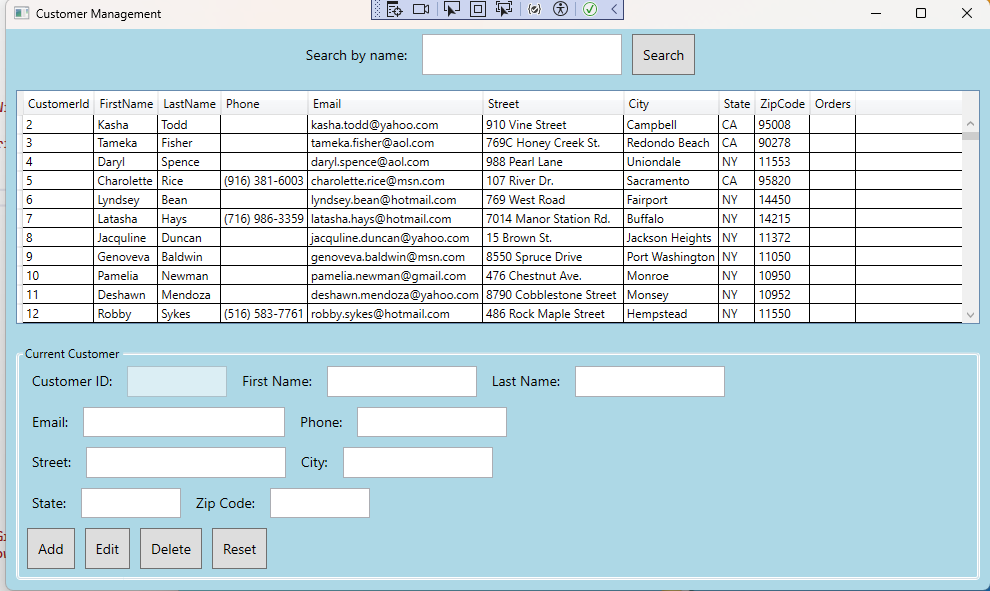 Customer Management
Search by name: Search
CustomerId FirstName LastName Phone Email Street City State ZipCode Orders
2 Kasha Todd kasha.todd@yahoo.com 910 Vine Street Campbell CA 95008
3 Tameka Fisher tameka.fisher@aol.com 769C Honey Creek St. Redondo Beach CA 90278
4 Daryl Spence daryl.spence@aol.com 988 Pearl Lane Uniondale NY 11553
5 Charolette Rice (916) 381-6003 charolette.rice@msn.com 107 River Dr. Sacramento CA 95820
6 Lyndsey Bean lyndsey.bean@hotmail.com 769 West Road Fairport NY 14450
7 Latasha Hays (716) 986-3359 latasha.hays@hotmail.com 7014 Manor Station Rd. Buffalo NY 14215
8 Jacquline Duncan jacquline.duncan@yahoo.com 15 Brown St. Jackson Heights NY 11372
9 Genoveva Baldwin genoveva.baldwin@msn.com 8550 Spruce Drive Port Washington NY 11050
10 Pamelia Newman pamelia.newman@gmail.com 476 Chestnut Ave. Monroe NY 10950
11 Deshawn Mendoza deshawn.mendoza@yahoo.com 8790 Cobblestone Street Monsey NY 10952
12 Robby Sykes (516) 583-7761 robby.sykes@hotmail.com 486 Rock Maple Street Hempstead NY 11550
Current Customer
Customer ID: First Name: Last Name:
Email: Phone:
Street: City:
State: Zip Code:
Add Edit Delete Reset